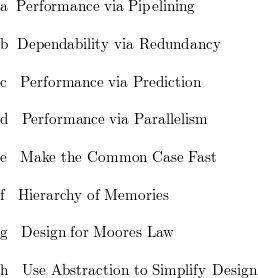 a Performance via Pipelining
b Dependability via Redundancy
c Performance via Prediction
d Performance via Parallelism
e Make the Common Case Fast
f Hierarchy of Memories
g Design for Moores Law
h Use Abstraction to Simplify Design